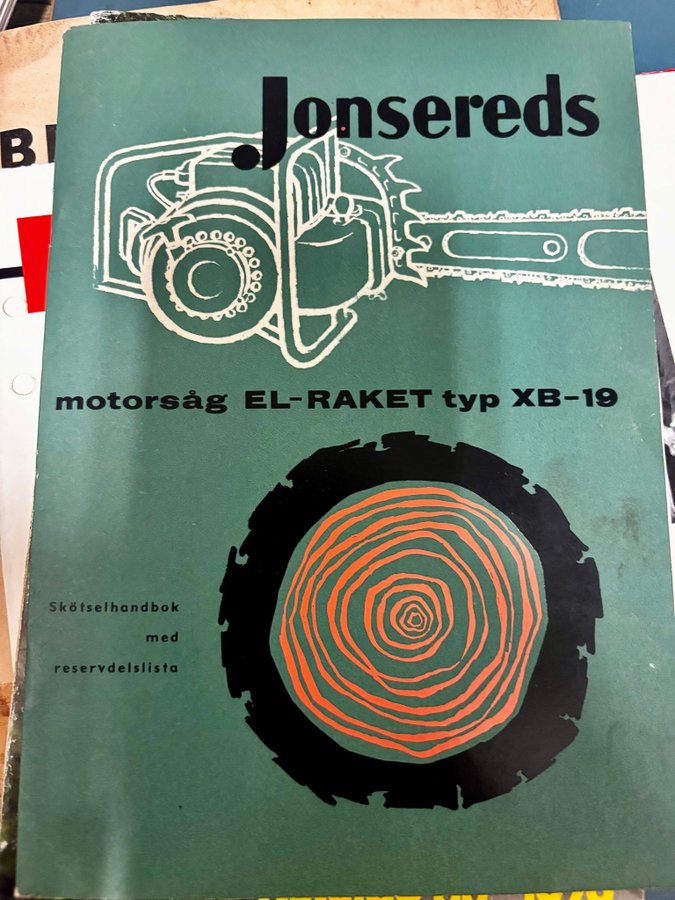 Jonsereds
motorsåg EL-RAKET typ XB-19
Skötselhandbok
med
reservdelslista